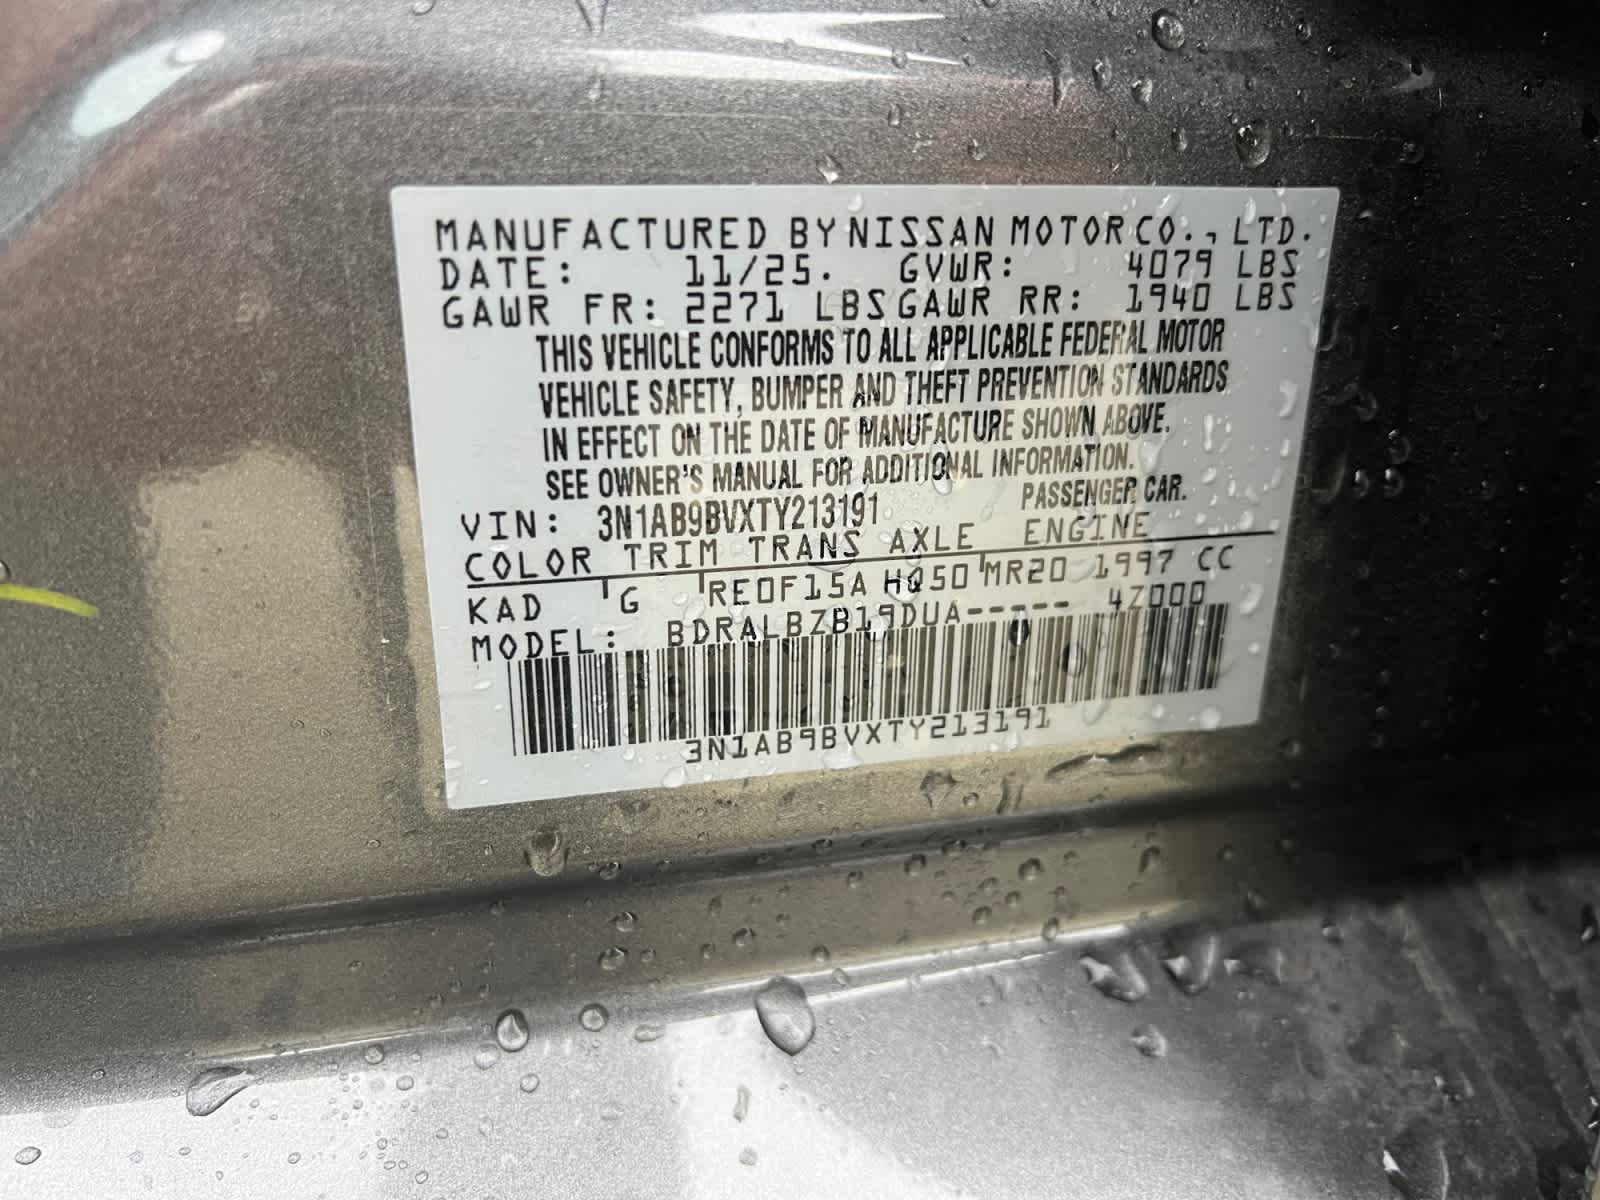 MANUFACTURED BY NISSAN MOTOR CO., LTD.
DATE: 11/25. GVWR: 4079 LBS
GAWR FR: 2271 LBS GAWR RR: 1940 LBS
THIS VEHICLE CONFORMS TO ALL APPLICABLE FEDERAL MOTOR
VEHICLE SAFETY, BUMPER AND THEFT PREVENTION STANDARDS
IN EFFECT ON THE DATE OF MANUFACTURE SHOWN ABOVE.
SEE OWNER'S MANUAL FOR ADDITIONAL INFORMATION.
VIN: 3N1AB9BVXTY213191 PASSENGER CAR.
COLOR TRIM TRANS AXLE ENGINE
KAD G RE0F15A HQ50 MR20 1997 CC
MODEL: BDRALBZB19DUA----- 4Z000
3N1AB9BVXTY213191